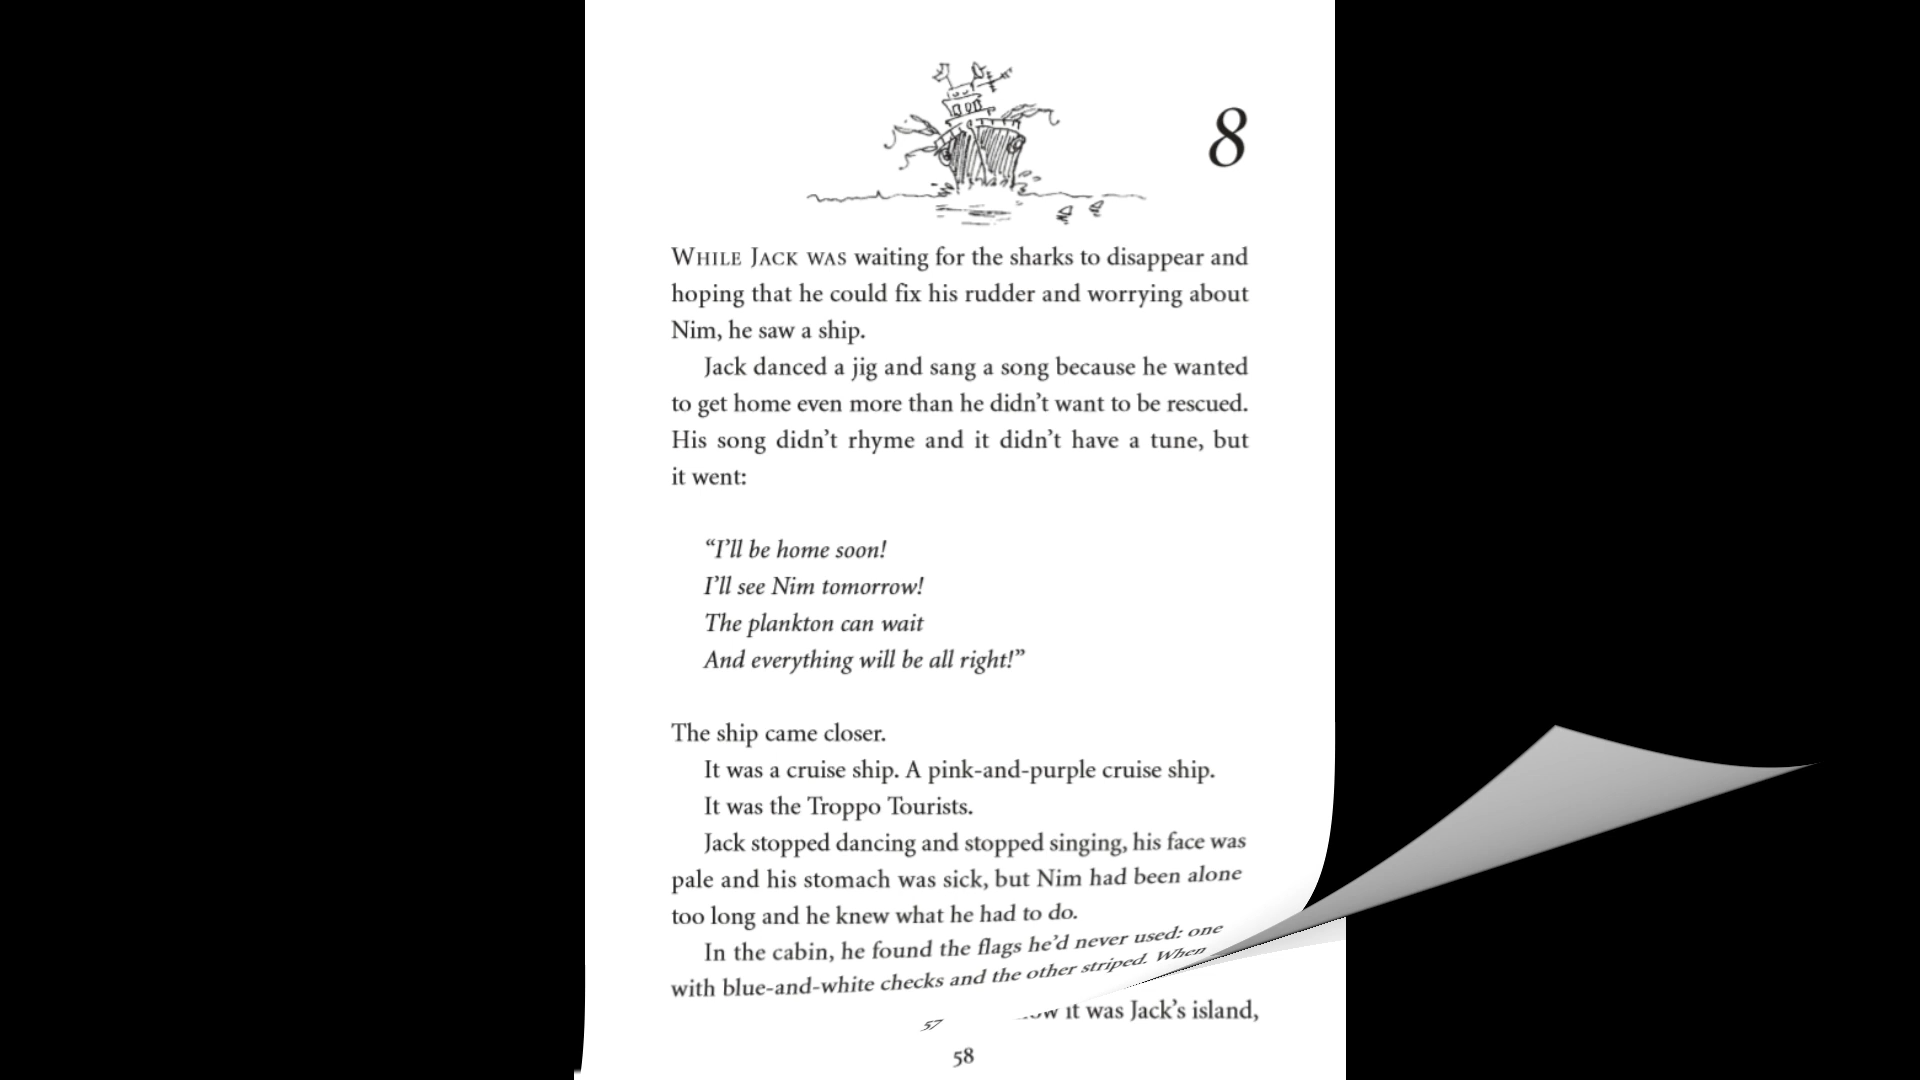 8
WHILE JACK WAS waiting for the sharks to disappear and
hoping that he could fix his rudder and worrying about
Nim, he saw a ship.
Jack danced a jig and sang a song because he wanted
to get home even more than he didn’t want to be rescued.
His song didn’t rhyme and it didn’t have a tune, but
it went:
“I’ll be home soon!
I’ll see Nim tomorrow!
The plankton can wait
And everything will be all right!”
The ship came closer.
It was a cruise ship. A pink-and-purple cruise ship.
It was the Troppo Tourists.
Jack stopped dancing and stopped singing, his face was
pale and his stomach was sick, but Nim had been alone
too long and he knew what he had to do.
In the cabin, he found the flags he’d never used: one
with blue-and-white checks and the other striped. When
57
it was Jack’s island,
58